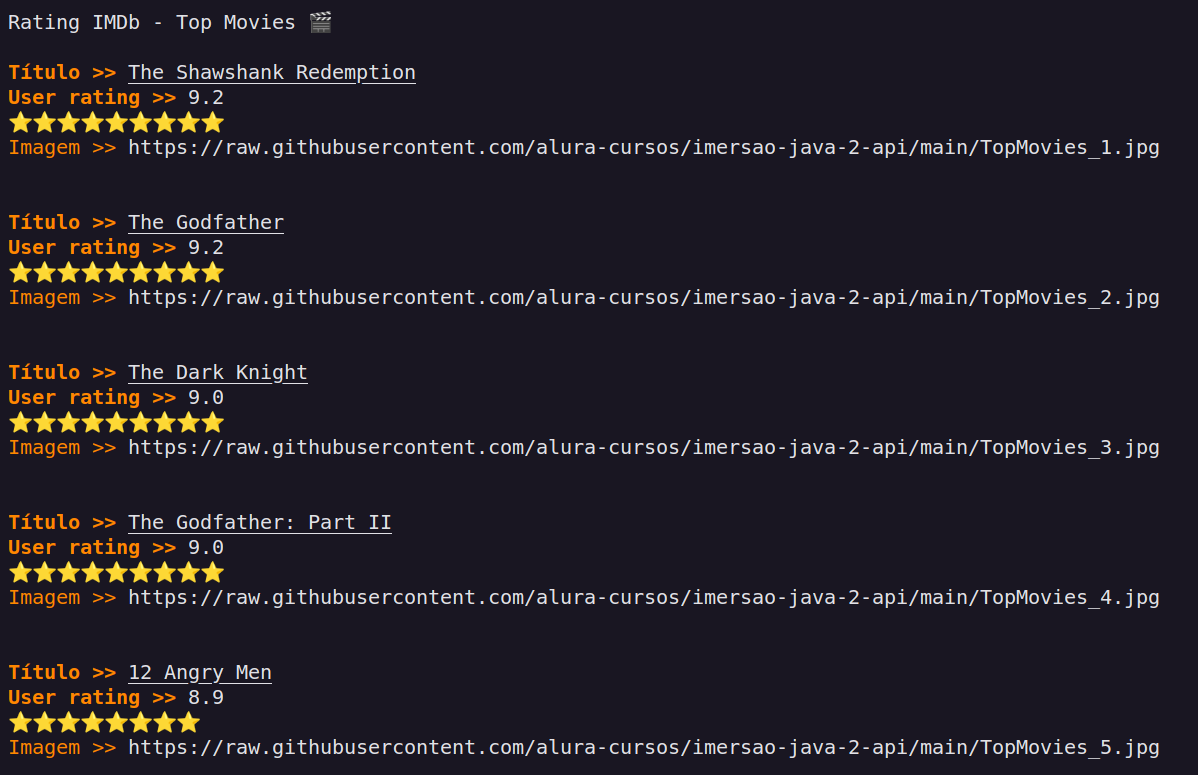 Rating IMDb - Top Movies 🎬
Título >> The Shawshank Redemption
User rating >> 9.2
⭐⭐⭐⭐⭐⭐⭐⭐⭐
Imagem >> https://raw.githubusercontent.com/alura-cursos/imersao-java-2-api/main/TopMovies_1.jpg
Título >> The Godfather
User rating >> 9.2
⭐⭐⭐⭐⭐⭐⭐⭐⭐
Imagem >> https://raw.githubusercontent.com/alura-cursos/imersao-java-2-api/main/TopMovies_2.jpg
Título >> The Dark Knight
User rating >> 9.0
⭐⭐⭐⭐⭐⭐⭐⭐⭐
Imagem >> https://raw.githubusercontent.com/alura-cursos/imersao-java-2-api/main/TopMovies_3.jpg
Título >> The Godfather: Part II
User rating >> 9.0
⭐⭐⭐⭐⭐⭐⭐⭐⭐
Imagem >> https://raw.githubusercontent.com/alura-cursos/imersao-java-2-api/main/TopMovies_4.jpg
Título >> 12 Angry Men
User rating >> 8.9
⭐⭐⭐⭐⭐⭐⭐⭐
Imagem >> https://raw.githubusercontent.com/alura-cursos/imersao-java-2-api/main/TopMovies_5.jpg